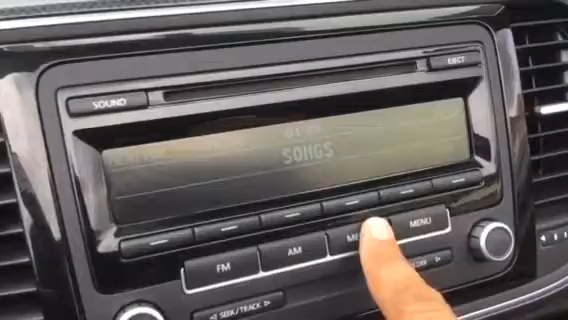 EJECT
SOUND
SONGS
FM
AM
MENU
SEEK / TRACK